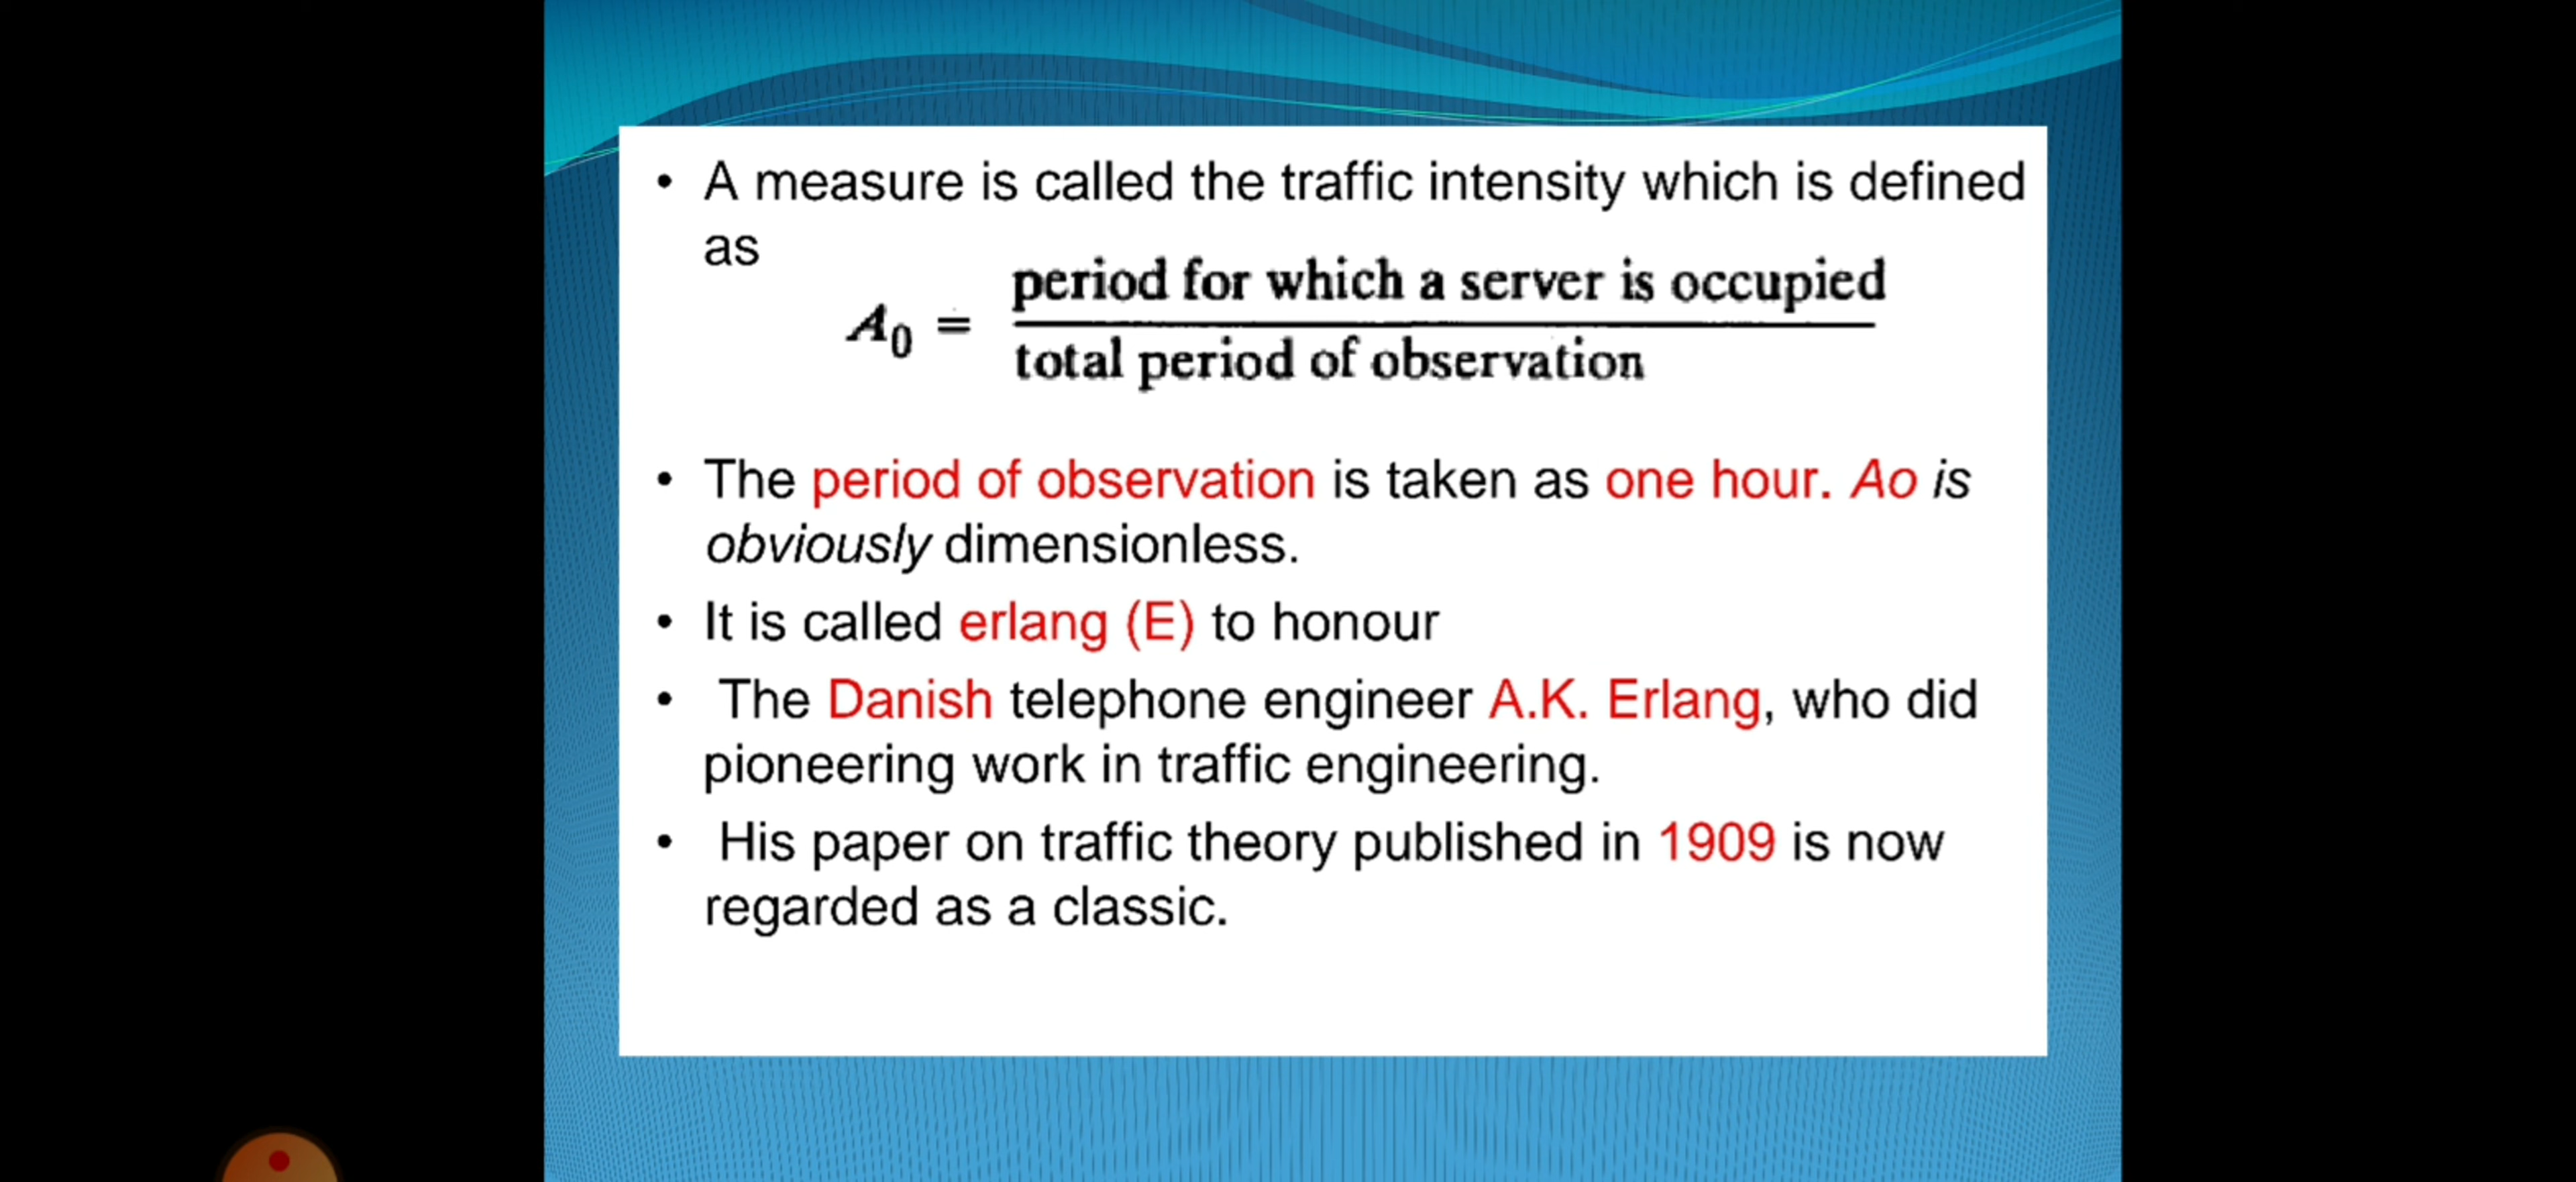 • A measure is called the traffic intensity which is defined
as
period for which a server is occupied
A0 =
total period of observation
• The period of observation is taken as one hour. Ao is
obviously dimensionless.
• It is called erlang (E) to honour
• The Danish telephone engineer A.K. Erlang, who did
pioneering work in traffic engineering.
• His paper on traffic theory published in 1909 is now
regarded as a classic.